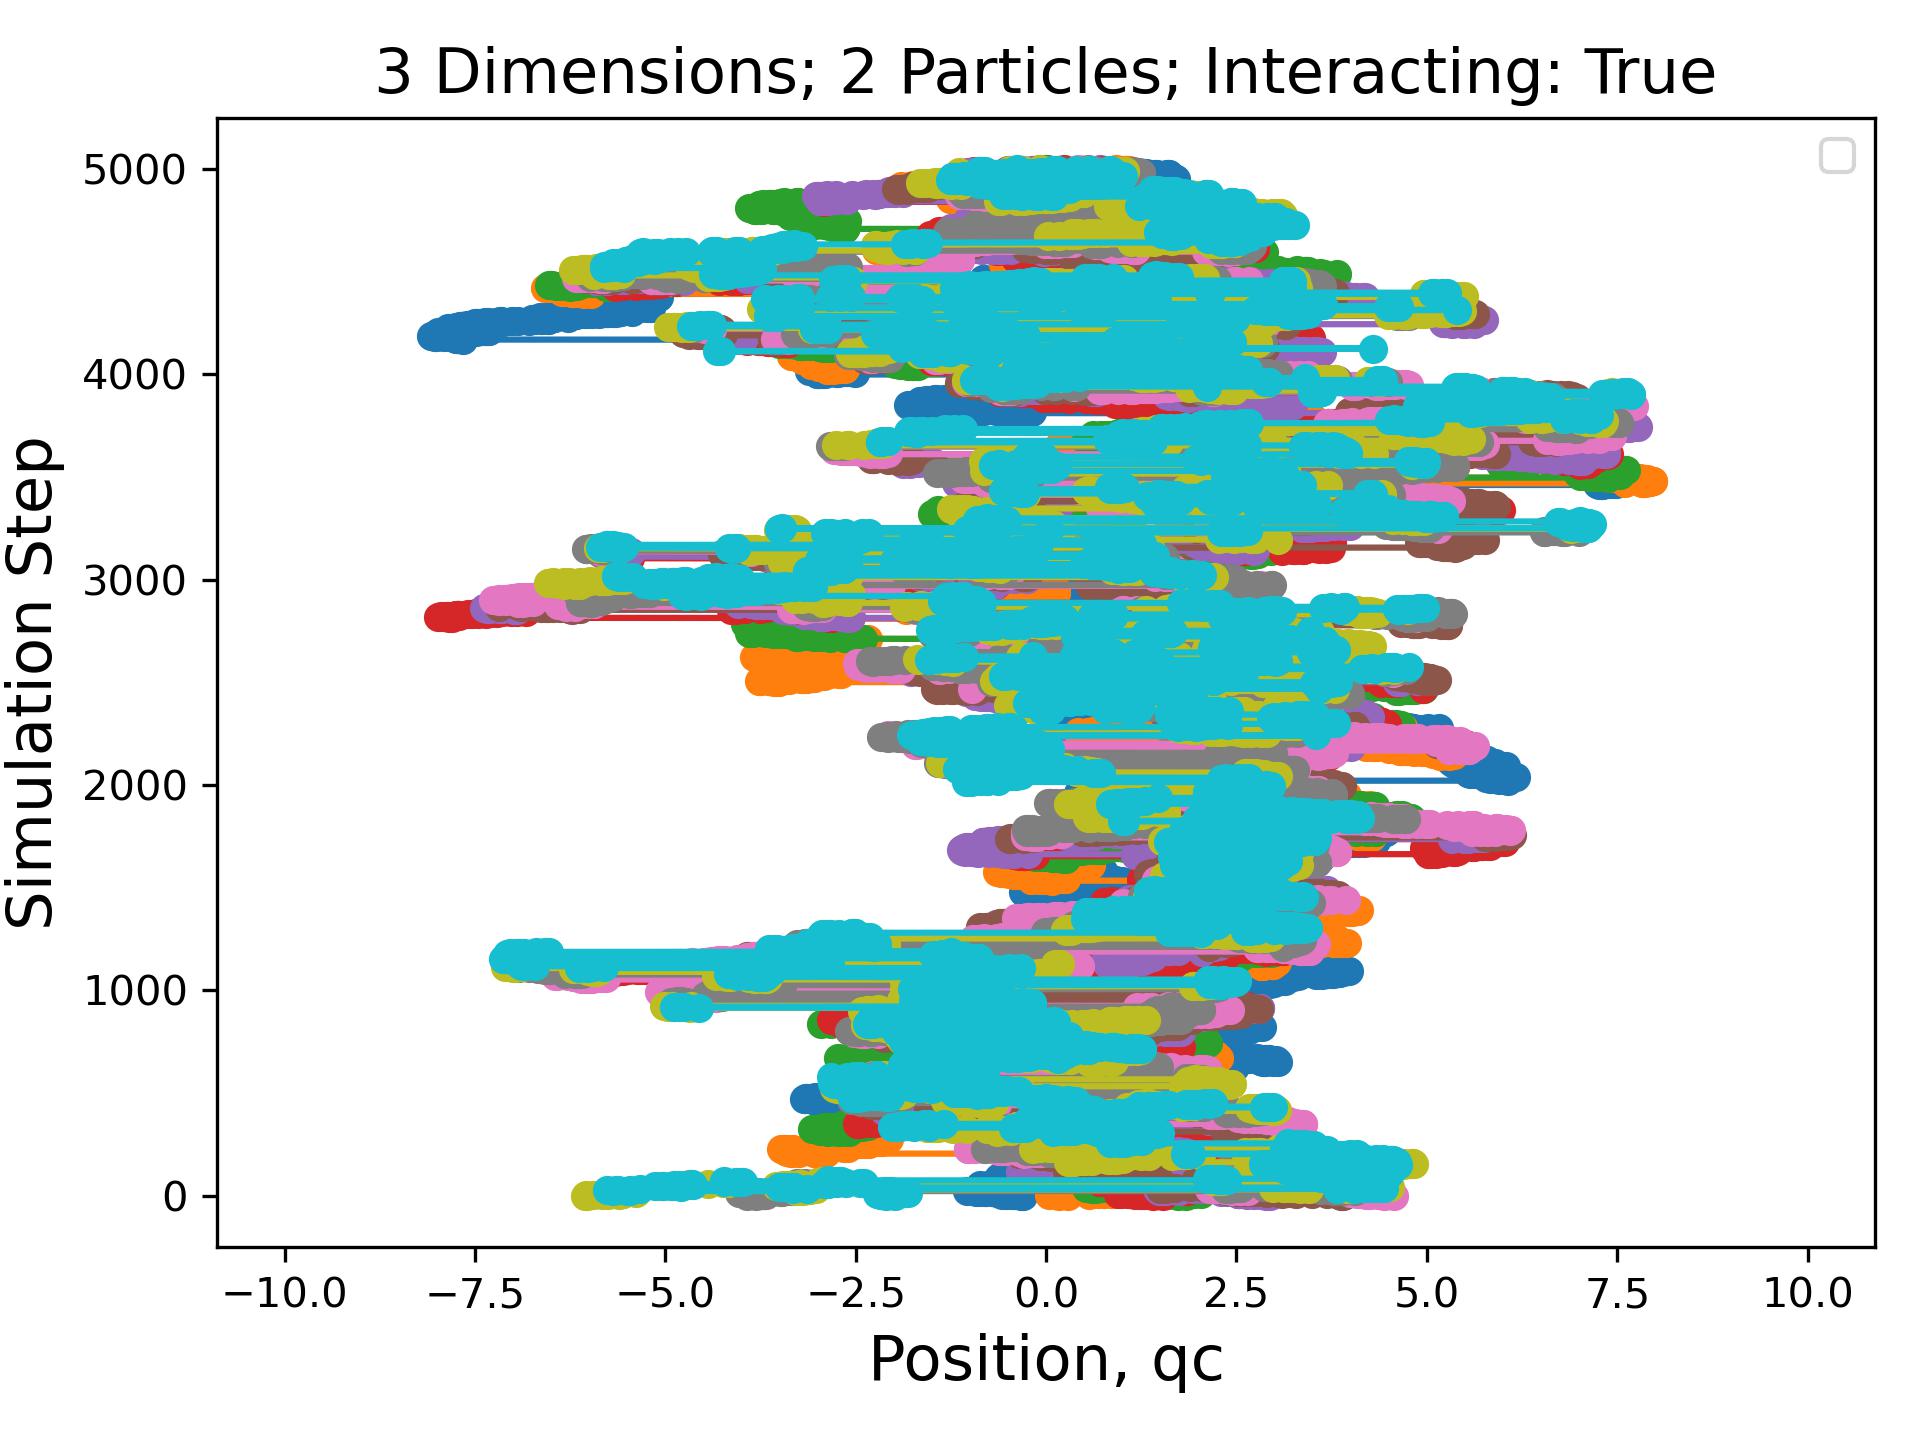 3 Dimensions; 2 Particles; Interacting: True
5000
4000
3000
2000
1000
0
Simulation Step
−10.0 −7.5 −5.0 −2.5 0.0 2.5 5.0 7.5 10.0
Position, qc